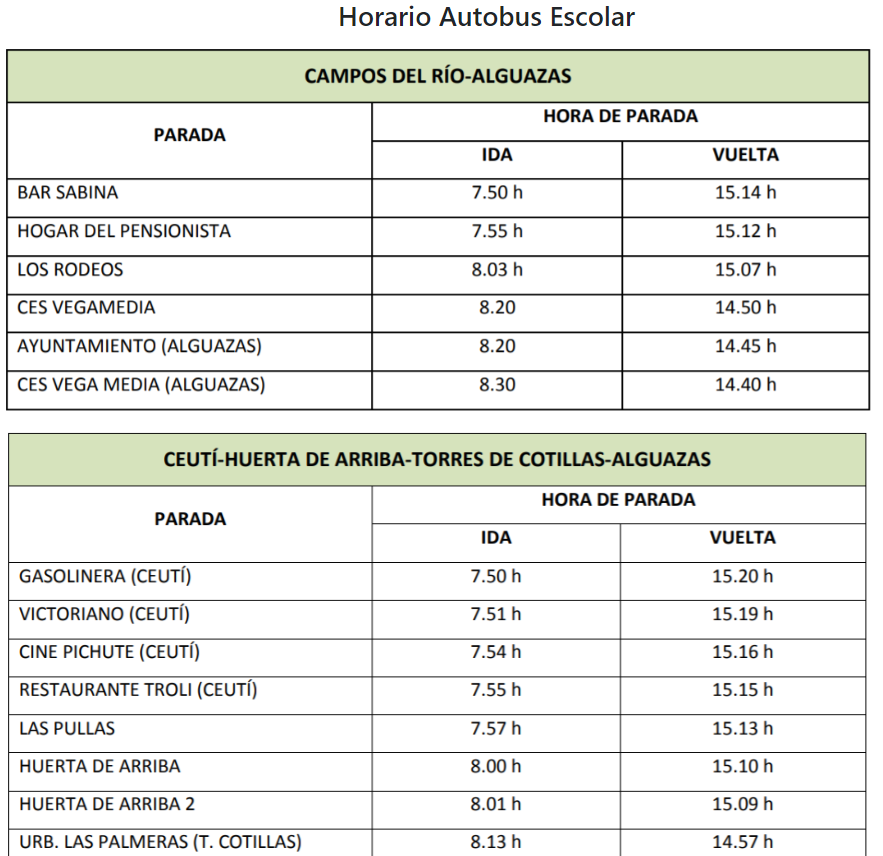 Horario Autobus Escolar
CAMPOS DEL RÍO-ALGUAZAS
PARADA
HORA DE PARADA
IDA VUELTA
BAR SABINA 7.50 h 15.14 h
HOGAR DEL PENSIONISTA 7.55 h 15.12 h
LOS RODEOS 8.03 h 15.07 h
CES VEGAMEDIA 8.20 14.50 h
AYUNTAMIENTO (ALGUAZAS) 8.20 14.45 h
CES VEGA MEDIA (ALGUAZAS) 8.30 14.40 h
CEUTÍ-HUERTA DE ARRIBA-TORRES DE COTILLAS-ALGUAZAS
PARADA
HORA DE PARADA
IDA VUELTA
GASOLINERA (CEUTÍ) 7.50 h 15.20 h
VICTORIANO (CEUTÍ) 7.51 h 15.19 h
CINE PICHUTE (CEUTÍ) 7.54 h 15.16 h
RESTAURANTE TROLI (CEUTÍ) 7.55 h 15.15 h
LAS PULLAS 7.57 h 15.13 h
HUERTA DE ARRIBA 8.00 h 15.10 h
HUERTA DE ARRIBA 2 8.01 h 15.09 h
URB. LAS PALMERAS (T. COTILLAS) 8.13 h 14.57 h